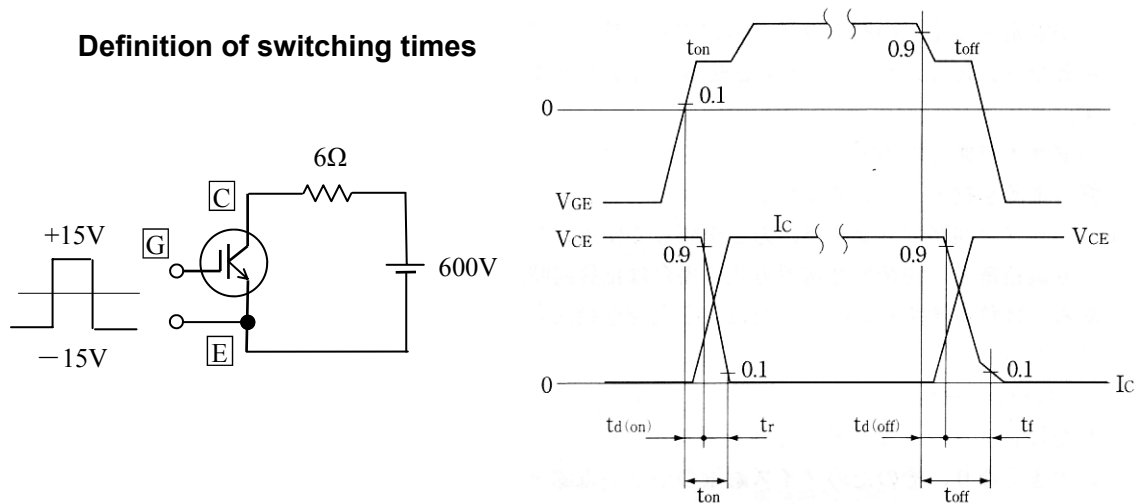 Definition of switching times
6Ω
C
G
+15V
600V
－15V
E
ton
0.9
toff
0.1
0
VGE
VCE
IC
VCE
0.9
0.9
0.1
0.1
0
IC
td(on)
tr
td(off)
tf
ton
toff